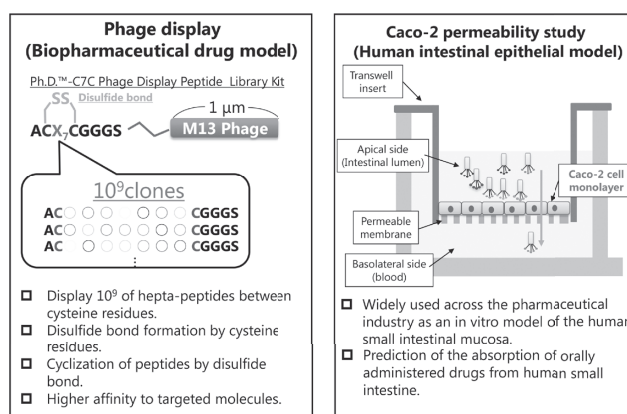 Phage display
(Biopharmaceutical drug model)
Ph.D.™-C7C Phage Display Peptide Library Kit
SS Disulfide bond
1 μm
ACX₇CGGGS
M13 Phage
10⁹clones
AC CGGGS
AC CGGGS
AC CGGGS
Display 10⁹ of hepta-peptides between
cysteine residues.
Disulfide bond formation by cysteine
residues.
Cyclization of peptides by disulfide
bond.
Higher affinity to targeted molecules.
Caco-2 permeability study
(Human intestinal epithelial model)
Transwell
insert
Apical side
(Intestinal lumen)
Caco-2 cell
monolayer
Permeable
membrane
Basolateral side
(blood)
Widely used across the pharmaceutical
industry as an in vitro model of the human
small intestinal mucosa.
Prediction of the absorption of orally
administered drugs from human small
intestine.